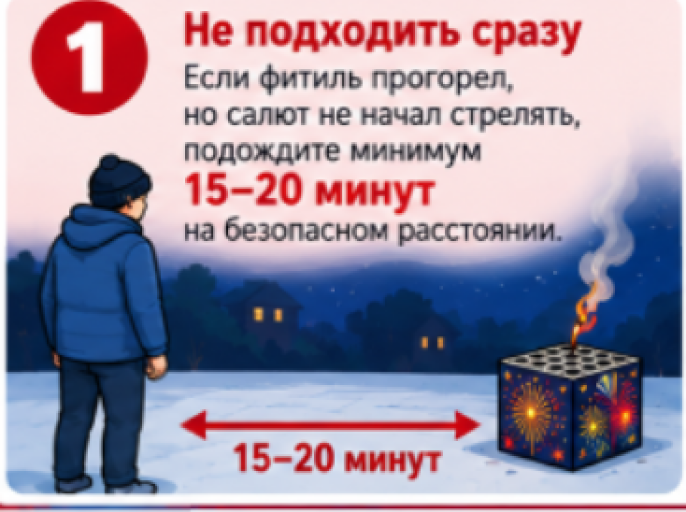 1
Не подходить сразу
Если фитиль прогорел,
но салют не начал стрелять,
подождите минимум
15–20 минут
на безопасном расстоянии.
15–20 минут